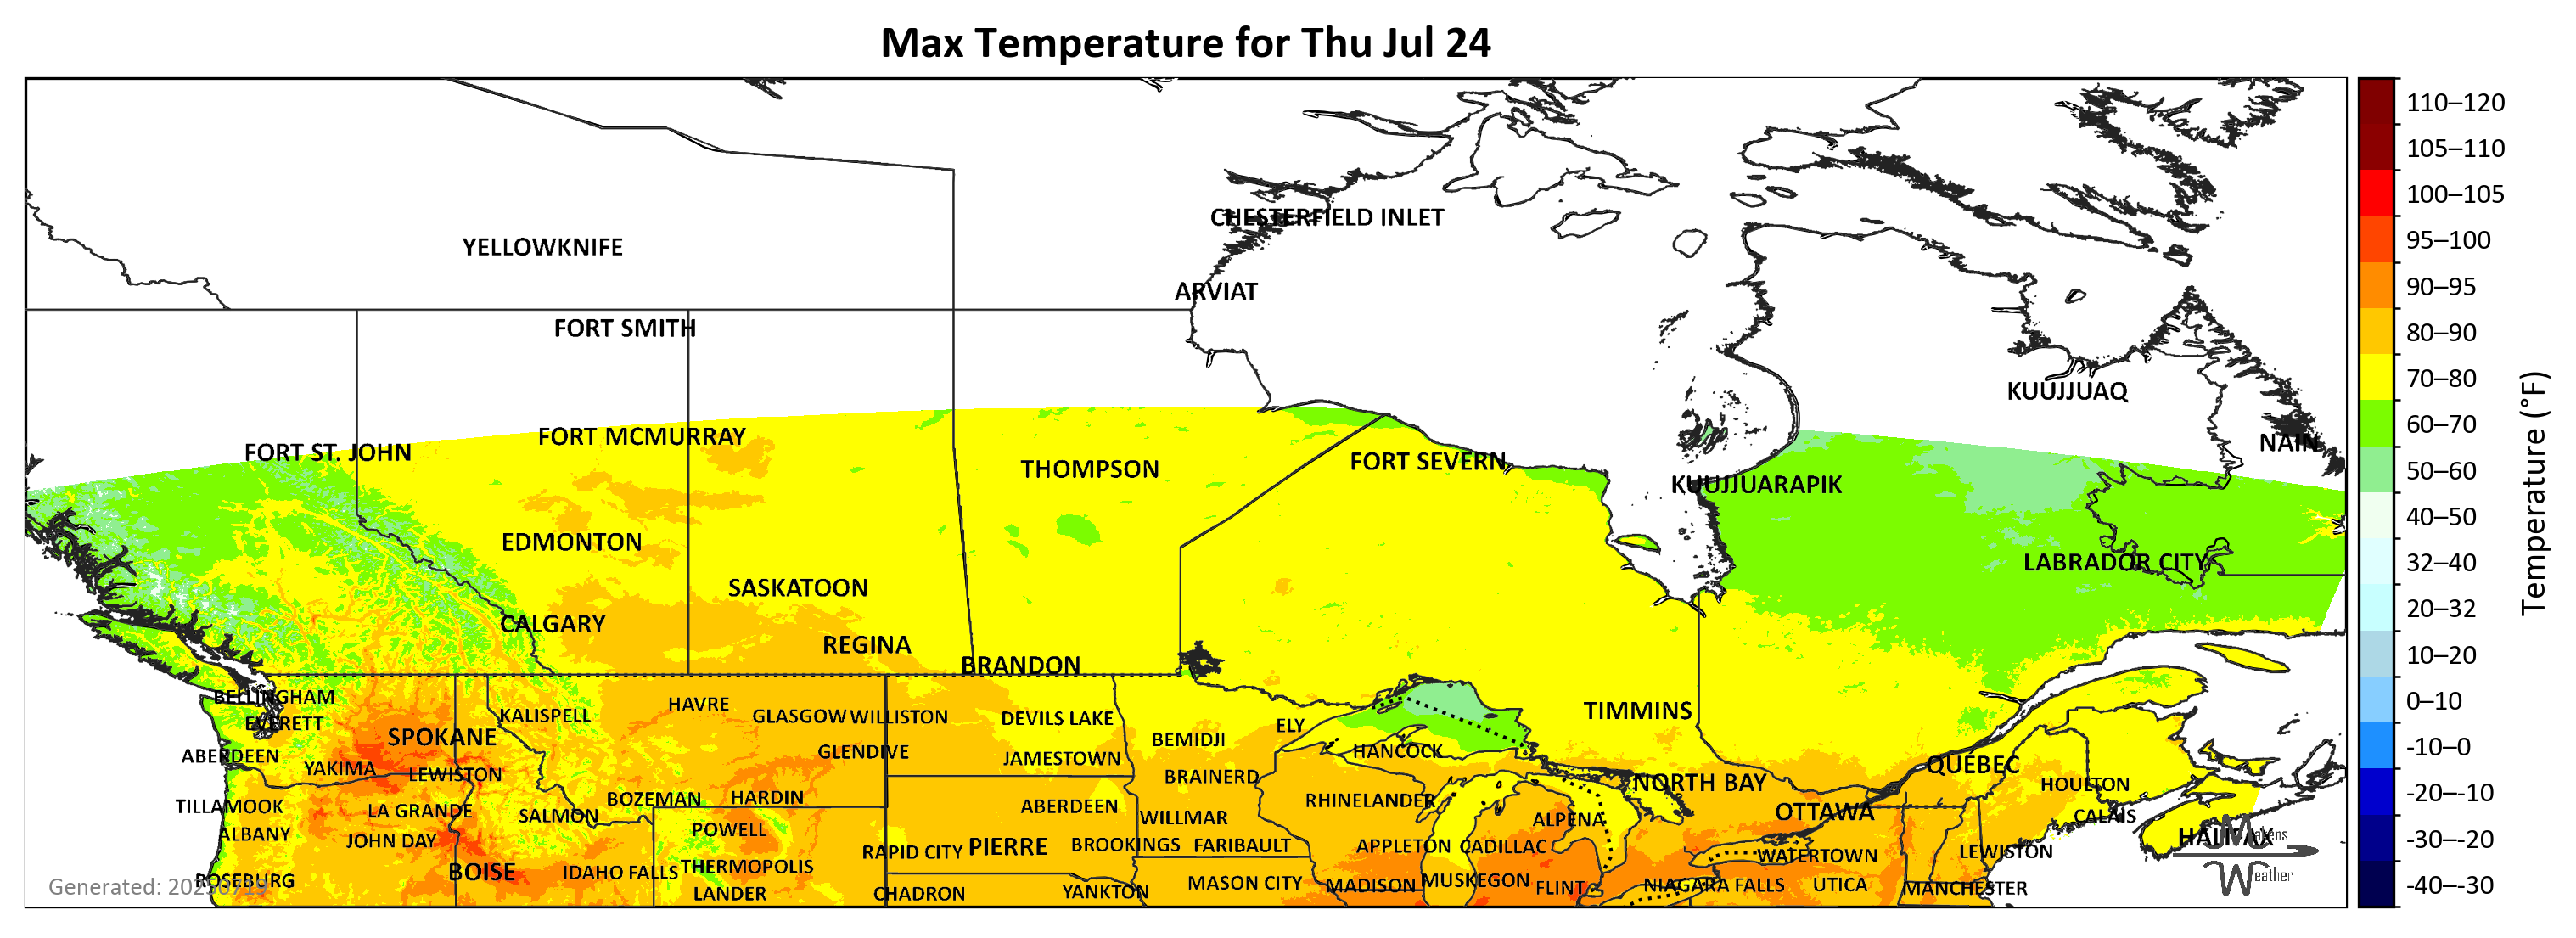 Max Temperature for Thu Jul 24
CHESTERFIELD INLET
YELLOWKNIFE
ARVIAT
FORT SMITH
KUUJJUAQ
FORT MCMURRAY
NAIN
FORT ST. JOHN
FORT SEVERN
THOMPSON
KUUJJUARAPIK
EDMONTON
LABRADOR CITY
SASKATOON
CALGARY
REGINA
BRANDON
BELLINGHAM
HAVRE
TIMMINS
KALISPELL
GLASGOW WILLISTON
DEVILS LAKE
EVERETT
ELY
SPOKANE
BEMIDJI
HANCOCK
GLENDIVE
ABERDEEN
JAMESTOWN
QUEBEC
YAKIMA
LEWISTON
BRAINERD
NORTH BAY
HOULTON
BOZEMAN
HARDIN
RHINELANDER
TILLAMOOK
ABERDEEN
LA GRANDE
SALMON
WILLMAR
ALPENA
OTTAWA
CALAIS
POWELL
ALBANY
JOHN DAY
HALIFAX
RAPID CITY
PIERRE
BROOKINGS
FARIBAULT
APPLETON
CADILLAC
WATERTOWN
LEWISTON
BOISE
IDAHO FALLS
THERMOPOLIS
ROSEBURG
MASON CITY
MADISON
MUSKEGON
FLINT
NIAGARA FALLS
UTICA
MANCHESTER
LANDER
CHADRON
YANKTON
Generated: 20250719
Makens
Weather
110–120
105–110
100–105
95–100
90–95
80–90
70–80
60–70
50–60
40–50
32–40
20–32
10–20
0–10
-10–0
-20–-10
-30–-20
-40–-30
Temperature (°F)